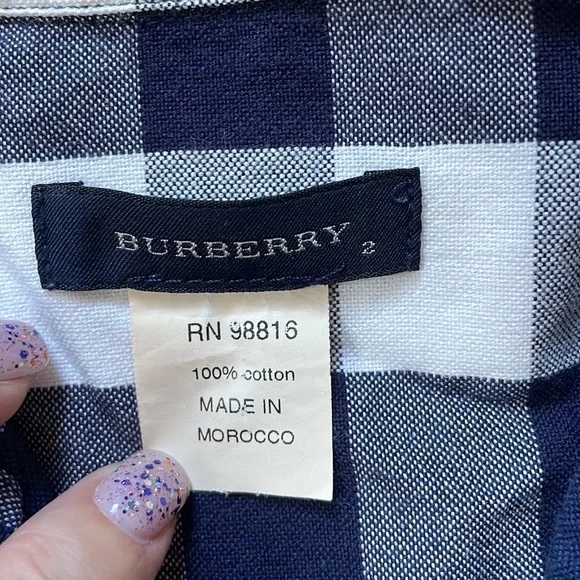 BURBERRY 2
RN 98816
100% cotton
MADE IN
MOROCCO